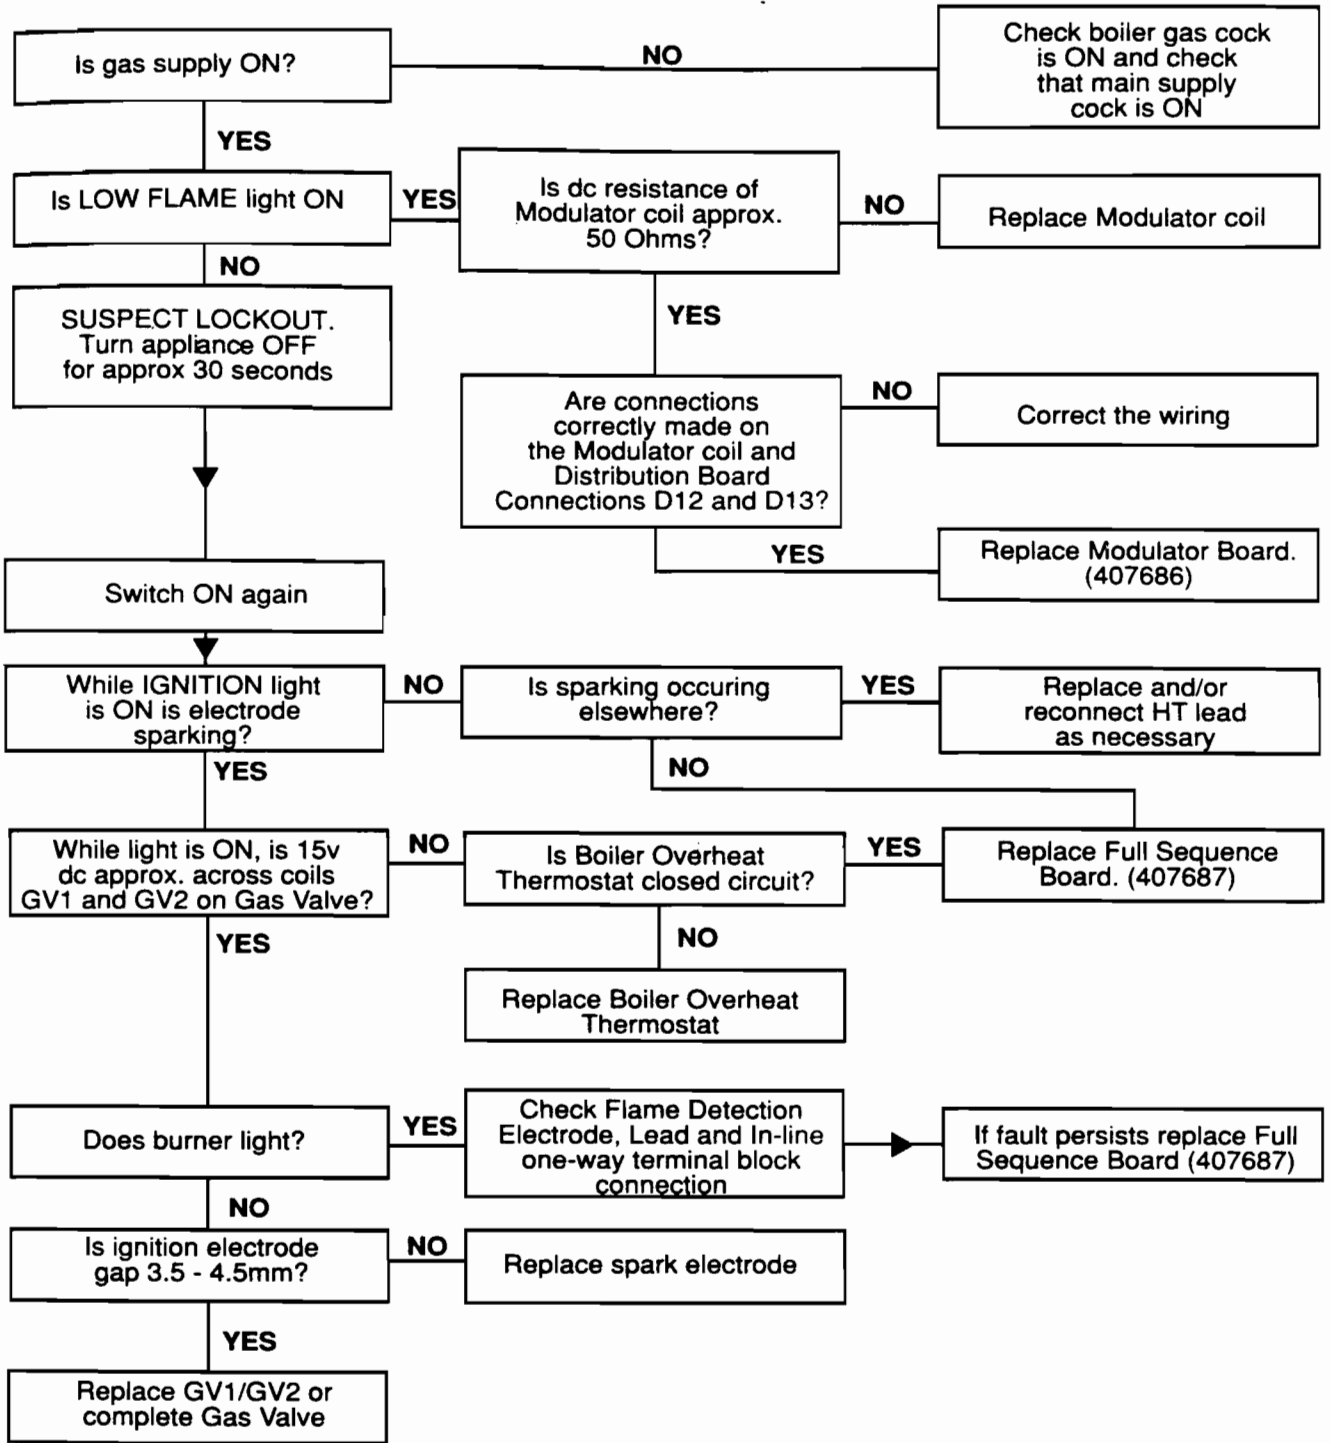 Is gas supply ON?
NO
Check boiler gas cock
is ON and check
that main supply
cock is ON
YES
Is LOW FLAME light ON
YES
Is dc resistance of
Modulator coil approx.
50 Ohms?
NO
Replace Modulator coil
NO
YES
SUSPECT LOCKOUT.
Turn appliance OFF
for approx 30 seconds
Are connections
correctly made on
the Modulator coil and
Distribution Board
Connections D12 and D13?
NO
Correct the wiring
YES
Replace Modulator Board.
(407686)
Switch ON again
While IGNITION light
is ON is electrode
sparking?
NO
Is sparking occuring
elsewhere?
YES
Replace and/or
reconnect HT lead
as necessary
YES
NO
While light is ON, is 15v
dc approx. across coils
GV1 and GV2 on Gas Valve?
NO
Is Boiler Overheat
Thermostat closed circuit?
YES
Replace Full Sequence
Board. (407687)
YES
NO
Replace Boiler Overheat
Thermostat
Does burner light?
YES
Check Flame Detection
Electrode, Lead and In-line
one-way terminal block
connection
If fault persists replace Full
Sequence Board (407687)
NO
Is ignition electrode
gap 3.5 - 4.5mm?
NO
Replace spark electrode
YES
Replace GV1/GV2 or
complete Gas Valve